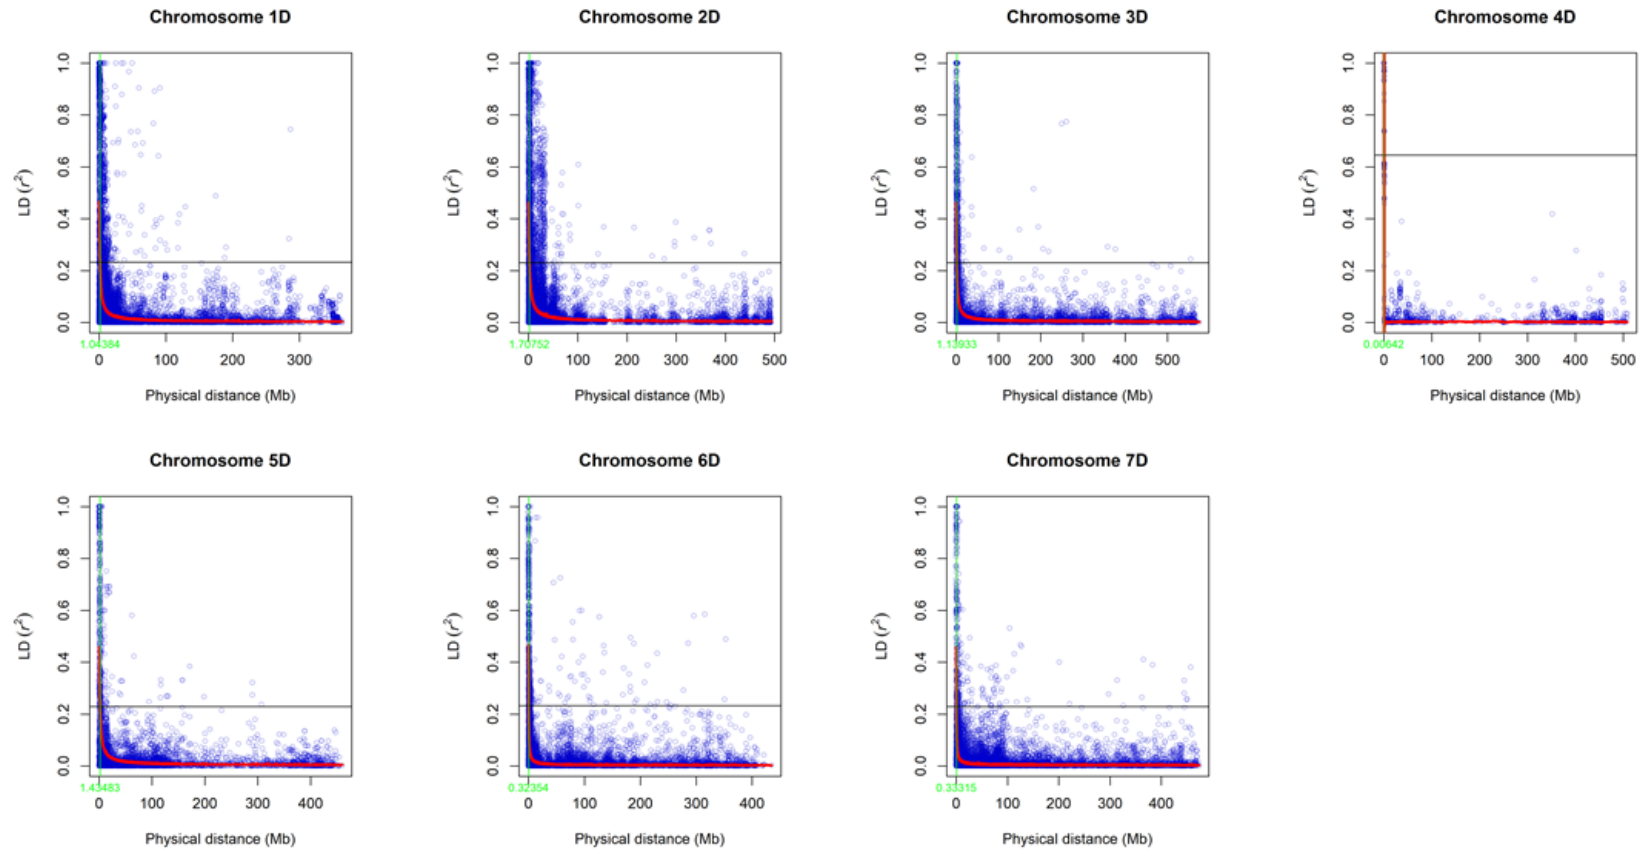 Chromosome 1D
LD (r²)
1.0
0.8
0.6
0.4
0.2
0.0
1.04384
0 100 200 300
Physical distance (Mb)
Chromosome 2D
LD (r²)
1.0
0.8
0.6
0.4
0.2
0.0
1.70752
0 100 200 300 400 500
Physical distance (Mb)
Chromosome 3D
LD (r²)
1.0
0.8
0.6
0.4
0.2
0.0
1.13933
0 100 200 300 400 500
Physical distance (Mb)
Chromosome 4D
LD (r²)
1.0
0.8
0.6
0.4
0.2
0.0
0.00642
0 100 200 300 400 500
Physical distance (Mb)
Chromosome 5D
LD (r²)
1.0
0.8
0.6
0.4
0.2
0.0
1.43483
0 100 200 300 400
Physical distance (Mb)
Chromosome 6D
LD (r²)
1.0
0.8
0.6
0.4
0.2
0.0
0.32354
0 100 200 300 400
Physical distance (Mb)
Chromosome 7D
LD (r²)
1.0
0.8
0.6
0.4
0.2
0.0
0.33315
0 100 200 300 400
Physical distance (Mb)